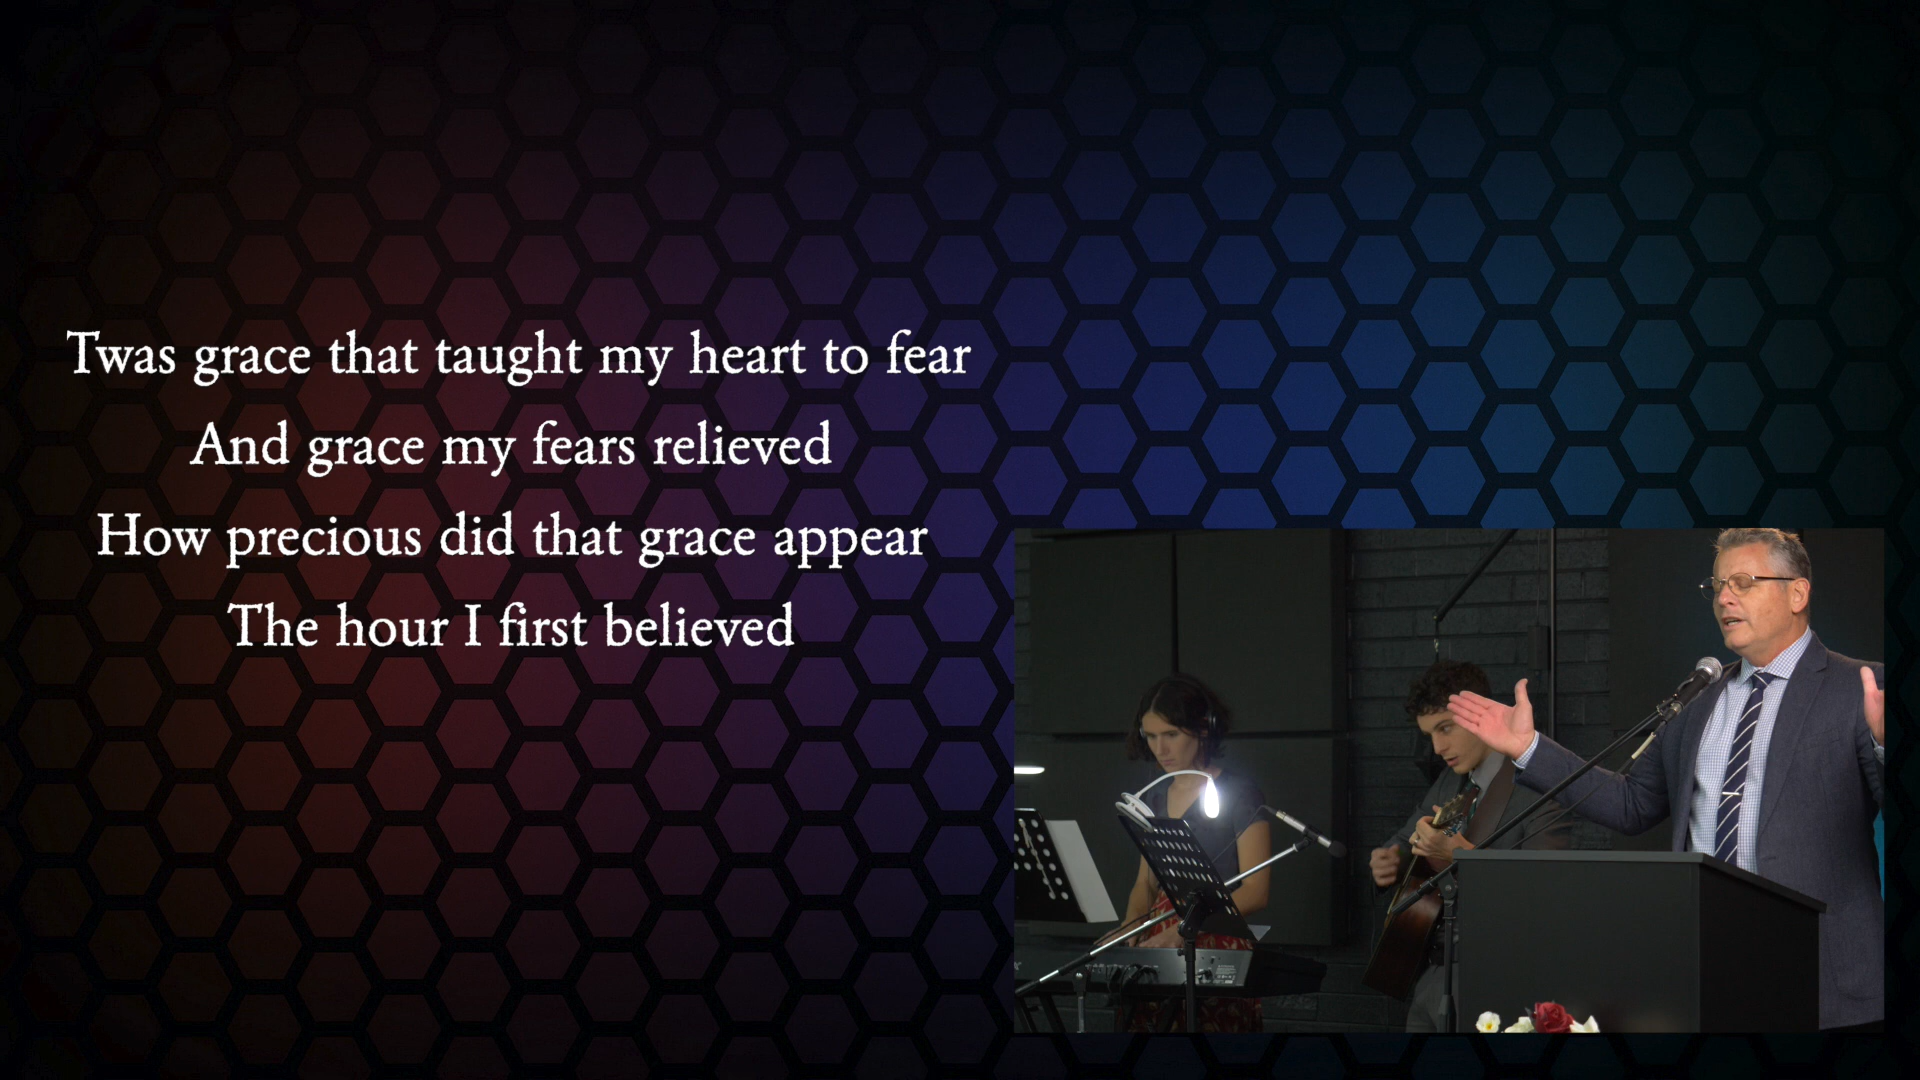 Twas grace that taught my heart to fear
And grace my fears relieved
How precious did that grace appear
The hour I first believed